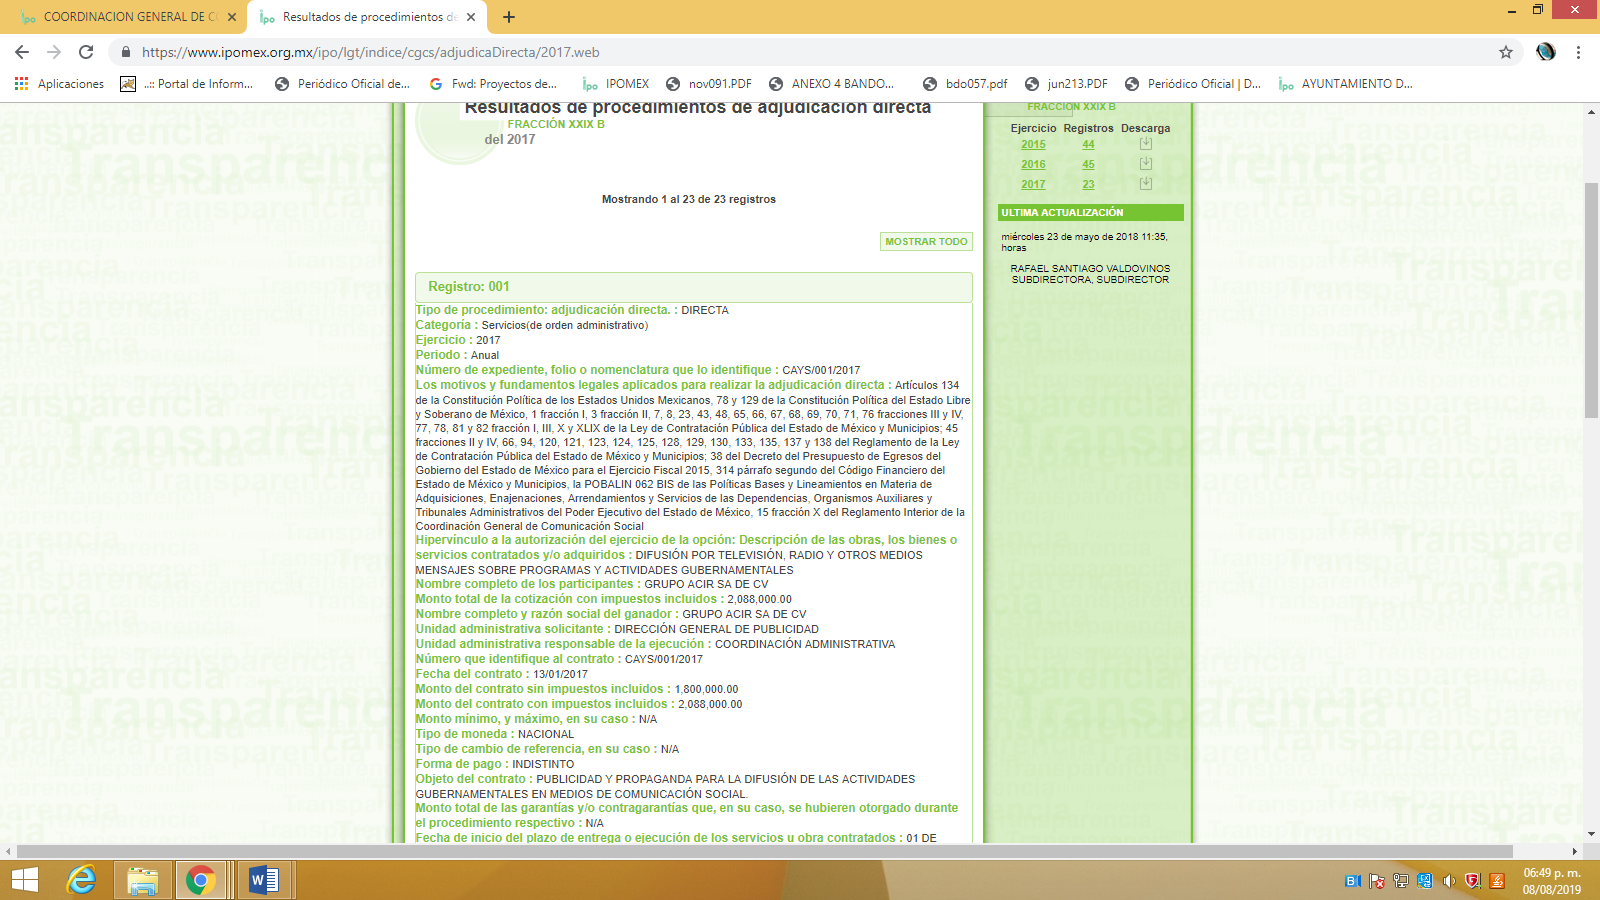 COORDINACION GENERAL DE C
Resultados de procedimientos de
https://www.ipomex.org.mx/ipo/lgt/indice/cgcs/adjudicaDirecta/2017.web
Aplicaciones
..:: Portal de Inform...
Periódico Oficial de...
Fwd: Proyectos de...
IPOMEX
nov091.PDF
ANEXO 4 BANDO...
bdo057.pdf
jun213.PDF
Periódico Oficial | D...
AYUNTAMIENTO D...
Resultados de procedimientos de adjudicación directa
FRACCIÓN XXIX B
del 2017
Mostrando 1 al 23 de 23 registros
MOSTRAR TODO
Registro: 001
Tipo de procedimiento: adjudicación directa. : DIRECTA
Categoría : Servicios(de orden administrativo)
Ejercicio : 2017
Periodo : Anual
Número de expediente, folio o nomenclatura que lo identifique : CAYS/001/2017
Los motivos y fundamentos legales aplicados para realizar la adjudicación directa : Artículos 134
de la Constitución Política de los Estados Unidos Mexicanos, 78 y 129 de la Constitución Política del Estado Libre
y Soberano de México, 1 fracción I, 3 fracción II, 7, 8, 23, 43, 48, 65, 66, 67, 68, 69, 70, 71, 76 fracciones III y IV,
77, 78, 81 y 82 fracción I, III, X y XLIX de la Ley de Contratación Pública del Estado de México y Municipios; 45
fracciones II y IV, 66, 94, 120, 121, 123, 124, 125, 128, 129, 130, 133, 135, 137 y 138 del Reglamento de la Ley
de Contratación Pública del Estado de México y Municipios; 38 del Decreto del Presupuesto de Egresos del
Gobierno del Estado de México para el Ejercicio Fiscal 2015, 314 párrafo segundo del Código Financiero del
Estado de México y Municipios, la POBALIN 062 BIS de las Políticas Bases y Lineamientos en Materia de
Adquisiciones, Enajenaciones, Arrendamientos y Servicios de las Dependencias, Organismos Auxiliares y
Tribunales Administrativos del Poder Ejecutivo del Estado de México, 15 fracción X del Reglamento Interior de la
Coordinación General de Comunicación Social
Hipervínculo a la autorización del ejercicio de la opción: Descripción de las obras, los bienes o
servicios contratados y/o adquiridos : DIFUSIÓN POR TELEVISIÓN, RADIO Y OTROS MEDIOS
MENSAJES SOBRE PROGRAMAS Y ACTIVIDADES GUBERNAMENTALES
Nombre completo de los participantes : GRUPO ACIR SA DE CV
Monto total de la cotización con impuestos incluidos : 2,088,000.00
Nombre completo y razón social del ganador : GRUPO ACIR SA DE CV
Unidad administrativa solicitante : DIRECCIÓN GENERAL DE PUBLICIDAD
Unidad administrativa responsable de la ejecución : COORDINACIÓN ADMINISTRATIVA
Número que identifique al contrato : CAYS/001/2017
Fecha del contrato : 13/01/2017
Monto del contrato sin impuestos incluidos : 1,800,000.00
Monto del contrato con impuestos incluidos : 2,088,000.00
Monto mínimo, y máximo, en su caso : N/A
Tipo de moneda : NACIONAL
Tipo de cambio de referencia, en su caso : N/A
Forma de pago : INDISTINTO
Objeto del contrato : PUBLICIDAD Y PROPAGANDA PARA LA DIFUSIÓN DE LAS ACTIVIDADES
GUBERNAMENTALES EN MEDIOS DE COMUNICACIÓN SOCIAL.
Monto total de las garantías y/o contragarantías que, en su caso, se hubieren otorgado durante
el procedimiento respectivo : N/A
Fecha de inicio del plazo de entrega o ejecución de los servicios u obra contratados : 01 DE
FRACCIÓN XXIX B
Ejercicio Registros Descarga
2015 44
2016 45
2017 23
ULTIMA ACTUALIZACIÓN
miércoles 23 de mayo de 2018 11:35,
horas
RAFAEL SANTIAGO VALDOVINOS
SUBDIRECTORA, SUBDIRECTOR
06:49 p. m.
08/08/2019